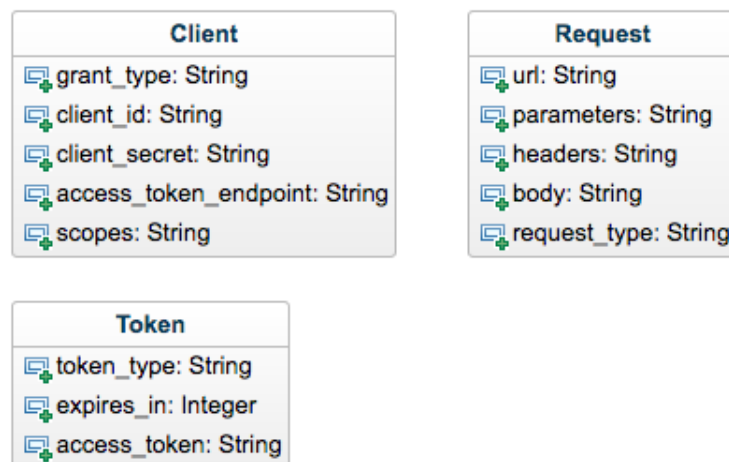 Client
grant_type: String
client_id: String
client_secret: String
access_token_endpoint: String
scopes: String
Request
url: String
parameters: String
headers: String
body: String
request_type: String
Token
token_type: String
expires_in: Integer
access_token: String